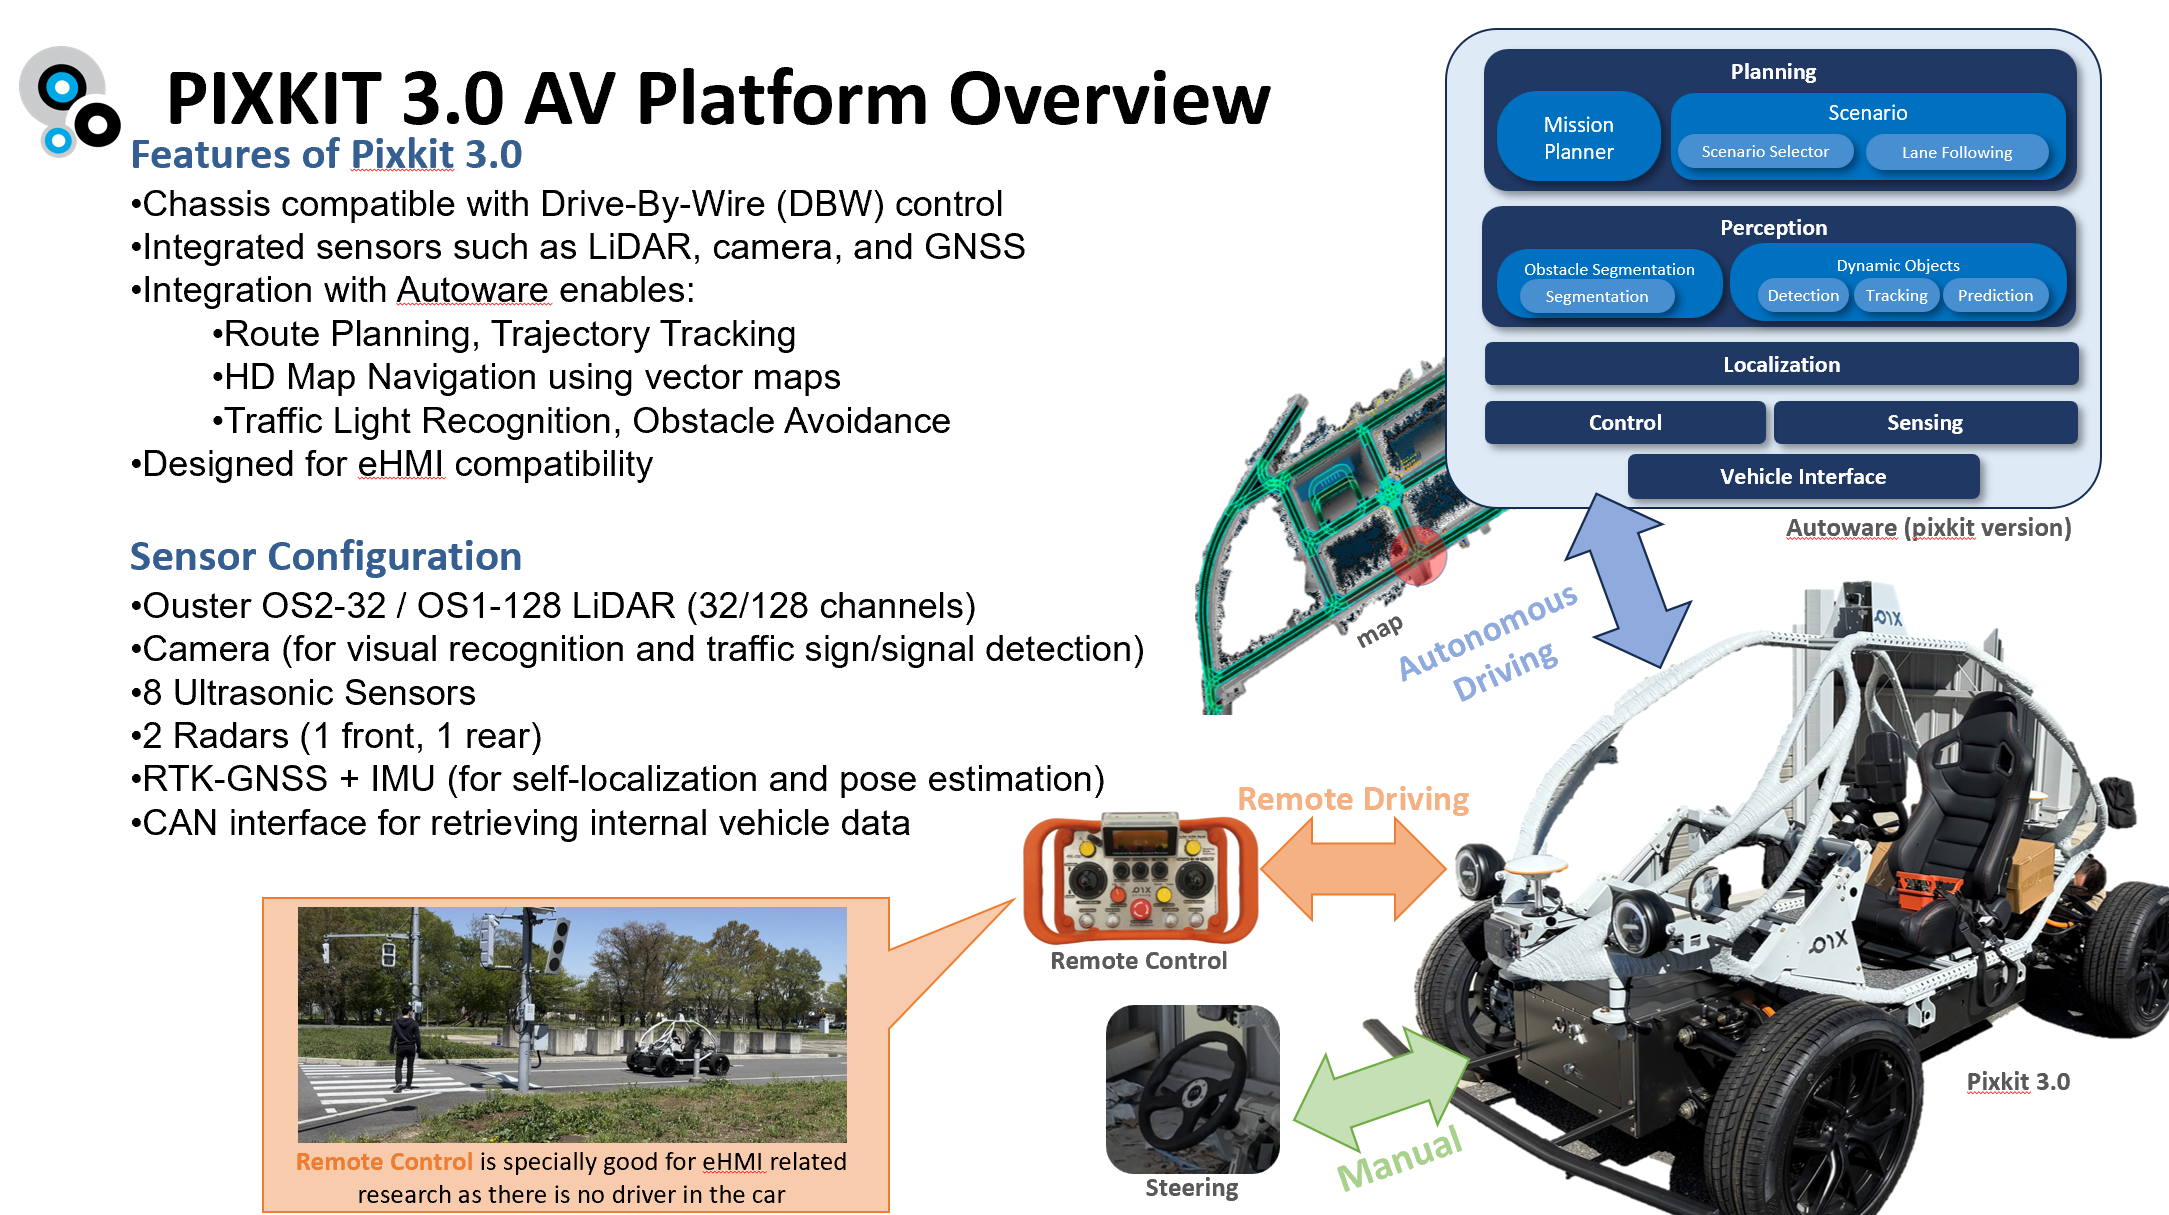 PIXKIT 3.0 AV Platform Overview
Features of Pixkit 3.0
•Chassis compatible with Drive-By-Wire (DBW) control
•Integrated sensors such as LiDAR, camera, and GNSS
•Integration with Autoware enables:
•Route Planning, Trajectory Tracking
•HD Map Navigation using vector maps
•Traffic Light Recognition, Obstacle Avoidance
•Designed for eHMI compatibility
Sensor Configuration
•Ouster OS2-32 / OS1-128 LiDAR (32/128 channels)
•Camera (for visual recognition and traffic sign/signal detection)
•8 Ultrasonic Sensors
•2 Radars (1 front, 1 rear)
•RTK-GNSS + IMU (for self-localization and pose estimation)
•CAN interface for retrieving internal vehicle data
Remote Control is specially good for eHMI related
research as there is no driver in the car
Planning
Mission
Planner
Scenario
Scenario Selector
Lane Following
Perception
Obstacle Segmentation
Segmentation
Dynamic Objects
Detection
Tracking
Prediction
Localization
Control
Sensing
Vehicle Interface
Autoware (pixkit version)
map
Autonomous
Driving
Remote Driving
Remote Control
Steering
Manual
Pixkit 3.0